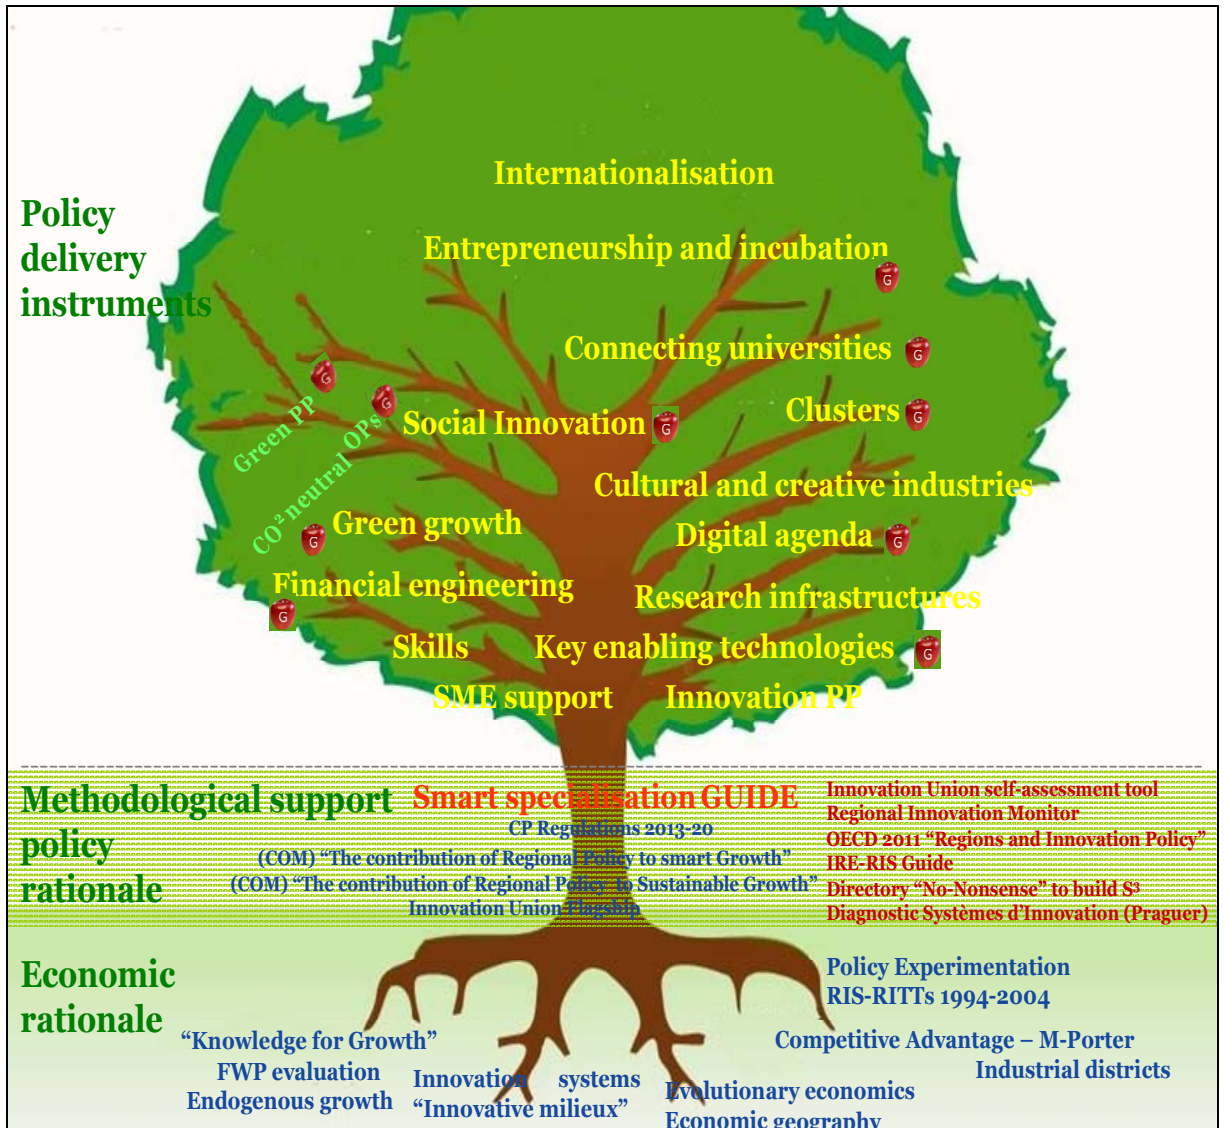 Internationalisation
Policy
delivery
instruments
Entrepreneurship and incubation
G
Connecting universities
G
G
G
Green PP
CO² neutral OPs
Social Innovation
G
Clusters
G
Cultural and creative industries
Green growth
G
Digital agenda
G
Financial engineering
G
Research infrastructures
Skills
Key enabling technologies
G
SME support
Innovation PP
Methodological support
policy
rationale
Smart specialisation GUIDE
CP Regulations 2013-20
(COM) “The contribution of Regional Policy to smart Growth”
(COM) “The contribution of Regional Policy to Sustainable Growth”
Innovation Union Flagship
Innovation Union self-assessment tool
Regional Innovation Monitor
OECD 2011 “Regions and Innovation Policy”
IRE-RIS Guide
Directory “No-Nonsense” to build S³
Diagnostic Systèmes d’Innovation (Praguer)
Economic
rationale
Policy Experimentation
RIS-RITTs 1994-2004
“Knowledge for Growth”
FWP evaluation
Endogenous growth
Innovation systems
“Innovative milieux”
Competitive Advantage – M-Porter
Industrial districts
Evolutionary economics
Economic geography